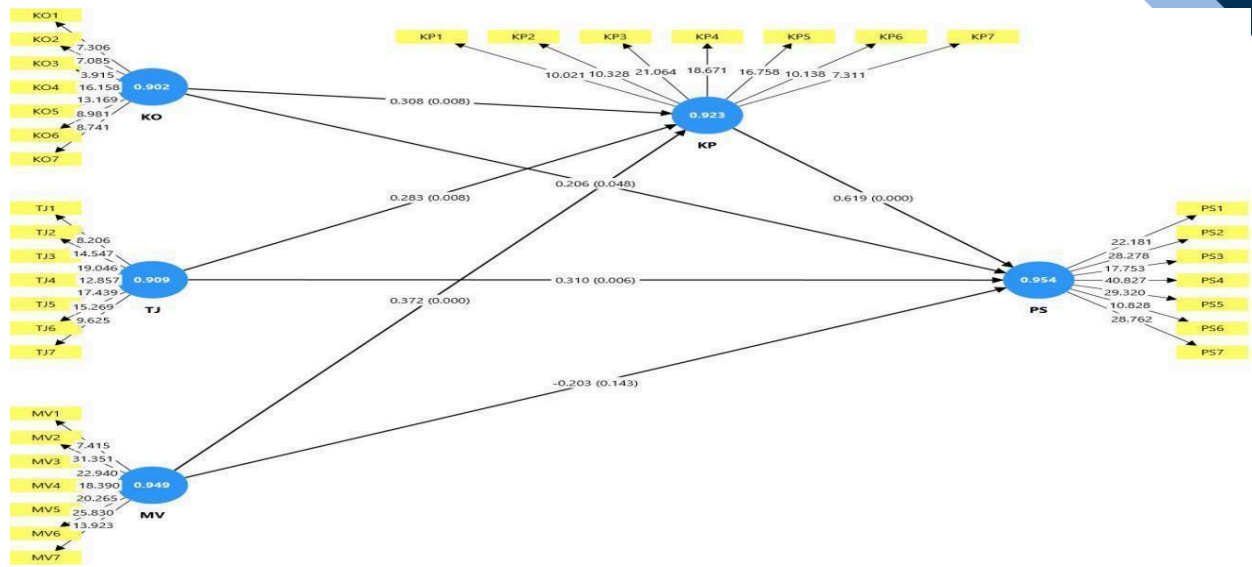 KO1
KO2
KO3
KO4
KO5
KO6
KO7
7.306
7.085
3.915
16.158
13.169
8.981
8.741
0.902
KO
KP1
KP2
KP3
KP4
KP5
KP6
KP7
10.021
10.328
21.064
18.671
16.758
10.138
7.311
0.923
KP
0.308 (0.008)
0.283 (0.008)
0.206 (0.048)
0.619 (0.000)
TJ1
TJ2
TJ3
TJ4
TJ5
TJ6
TJ7
8.206
14.547
19.046
12.857
17.439
15.269
9.625
0.909
TJ
0.310 (0.006)
0.372 (0.000)
-0.203 (0.143)
PS1
PS2
PS3
PS4
PS5
PS6
PS7
22.181
28.278
17.753
40.827
29.320
10.828
28.762
0.954
PS
MV1
MV2
MV3
MV4
MV5
MV6
MV7
7.415
31.351
22.940
18.390
20.265
25.830
13.923
0.949
MV